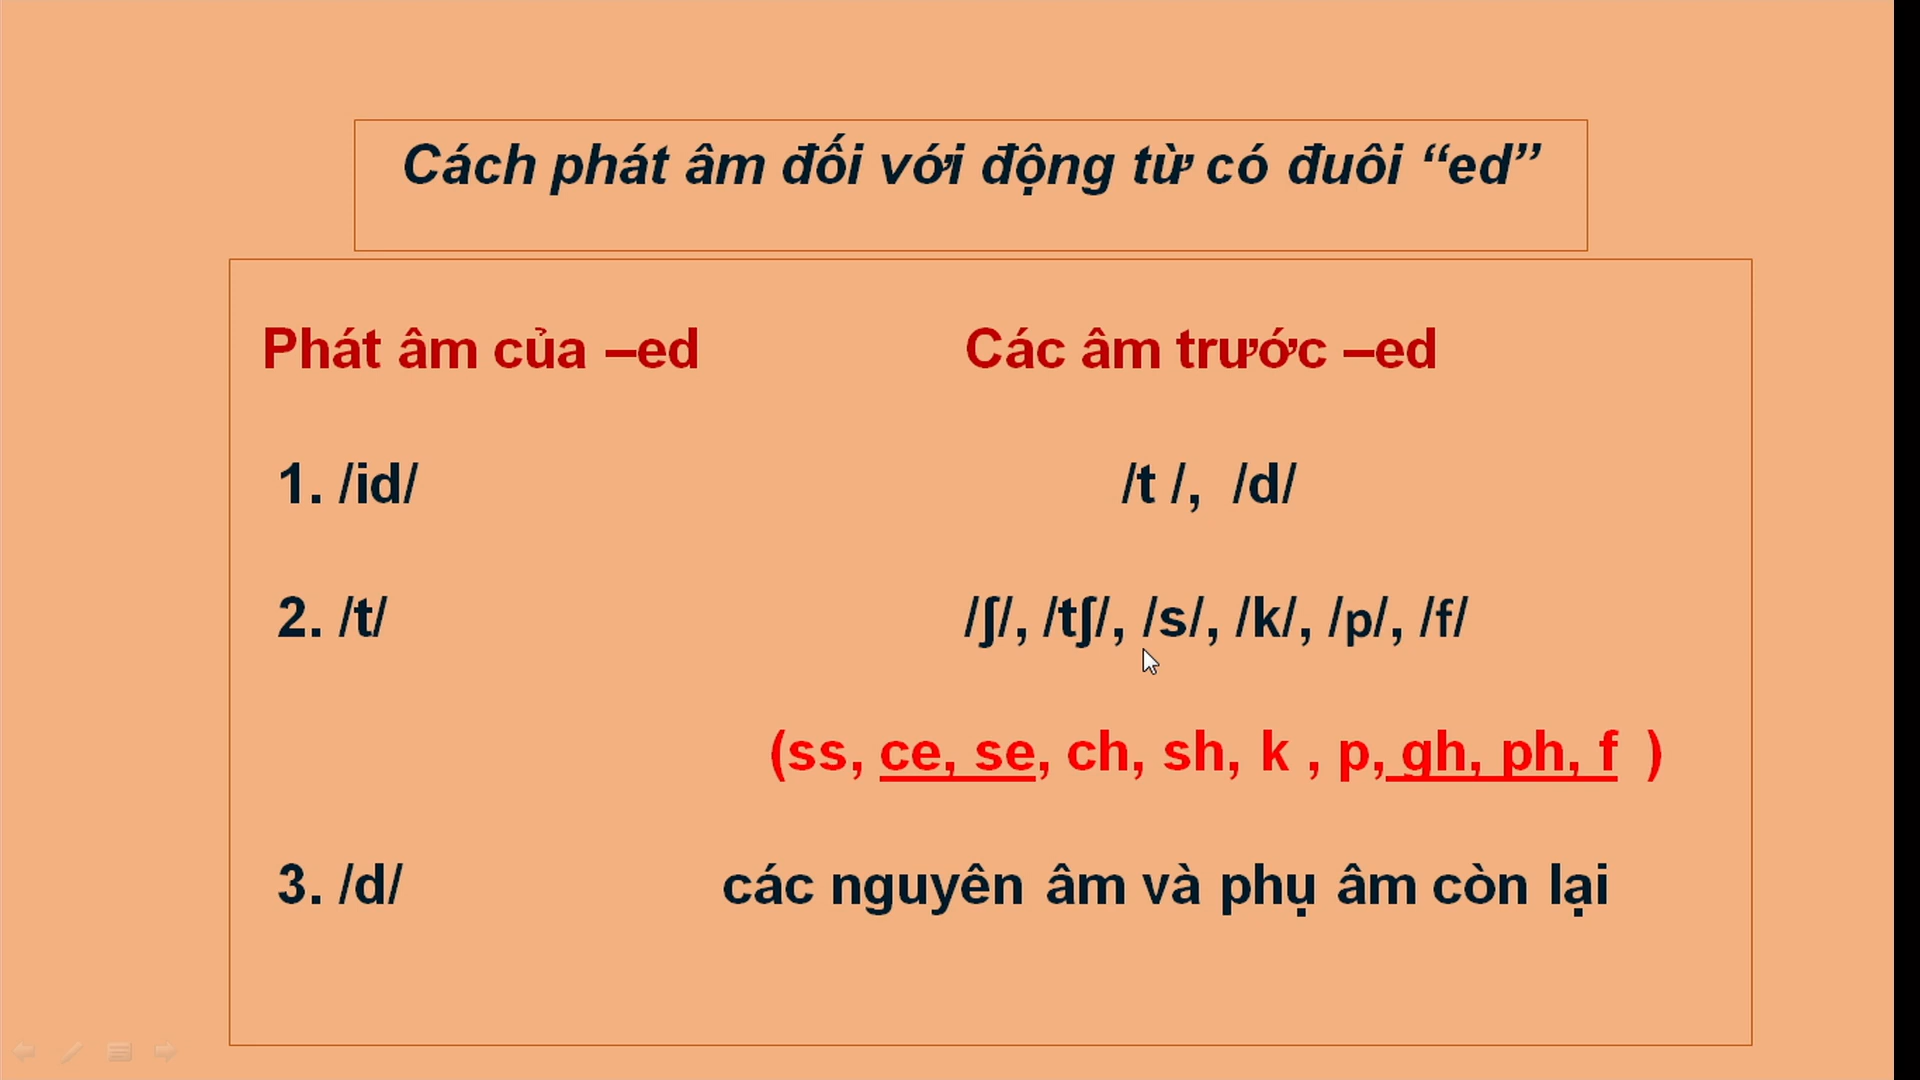 Cách phát âm đối với động từ có đuôi “ed”
Phát âm của –ed Các âm trước –ed
1. /id/ /t /, /d/
2. /t/ /ʃ/, /tʃ/, /s/, /k/, /p/, /f/
(ss, ce, se, ch, sh, k , p, gh, ph, f )
3. /d/ các nguyên âm và phụ âm còn lại